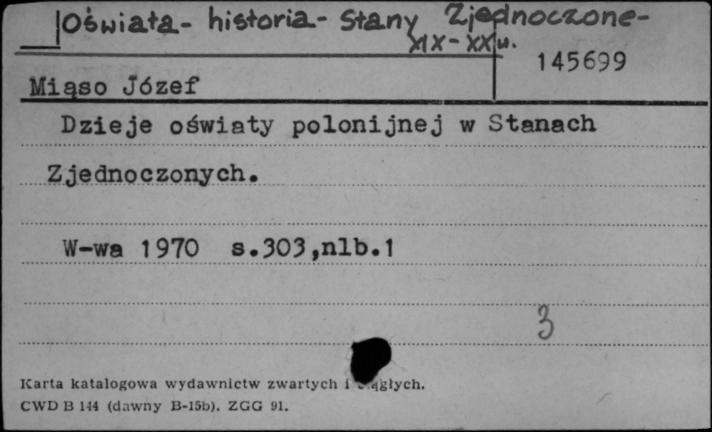 Oświata - historia - Stany Zjednoczone -
XIX - XX w.
145699
Miąso Józef
Dzieje oświaty polonijnej w Stanach
Zjednoczonych.
W-wa 1970 s.303,nlb.1
3
Karta katalogowa wydawnictw zwartych i ciągłych.
CWD B 144 (dawny B-15b). ZGG 91.